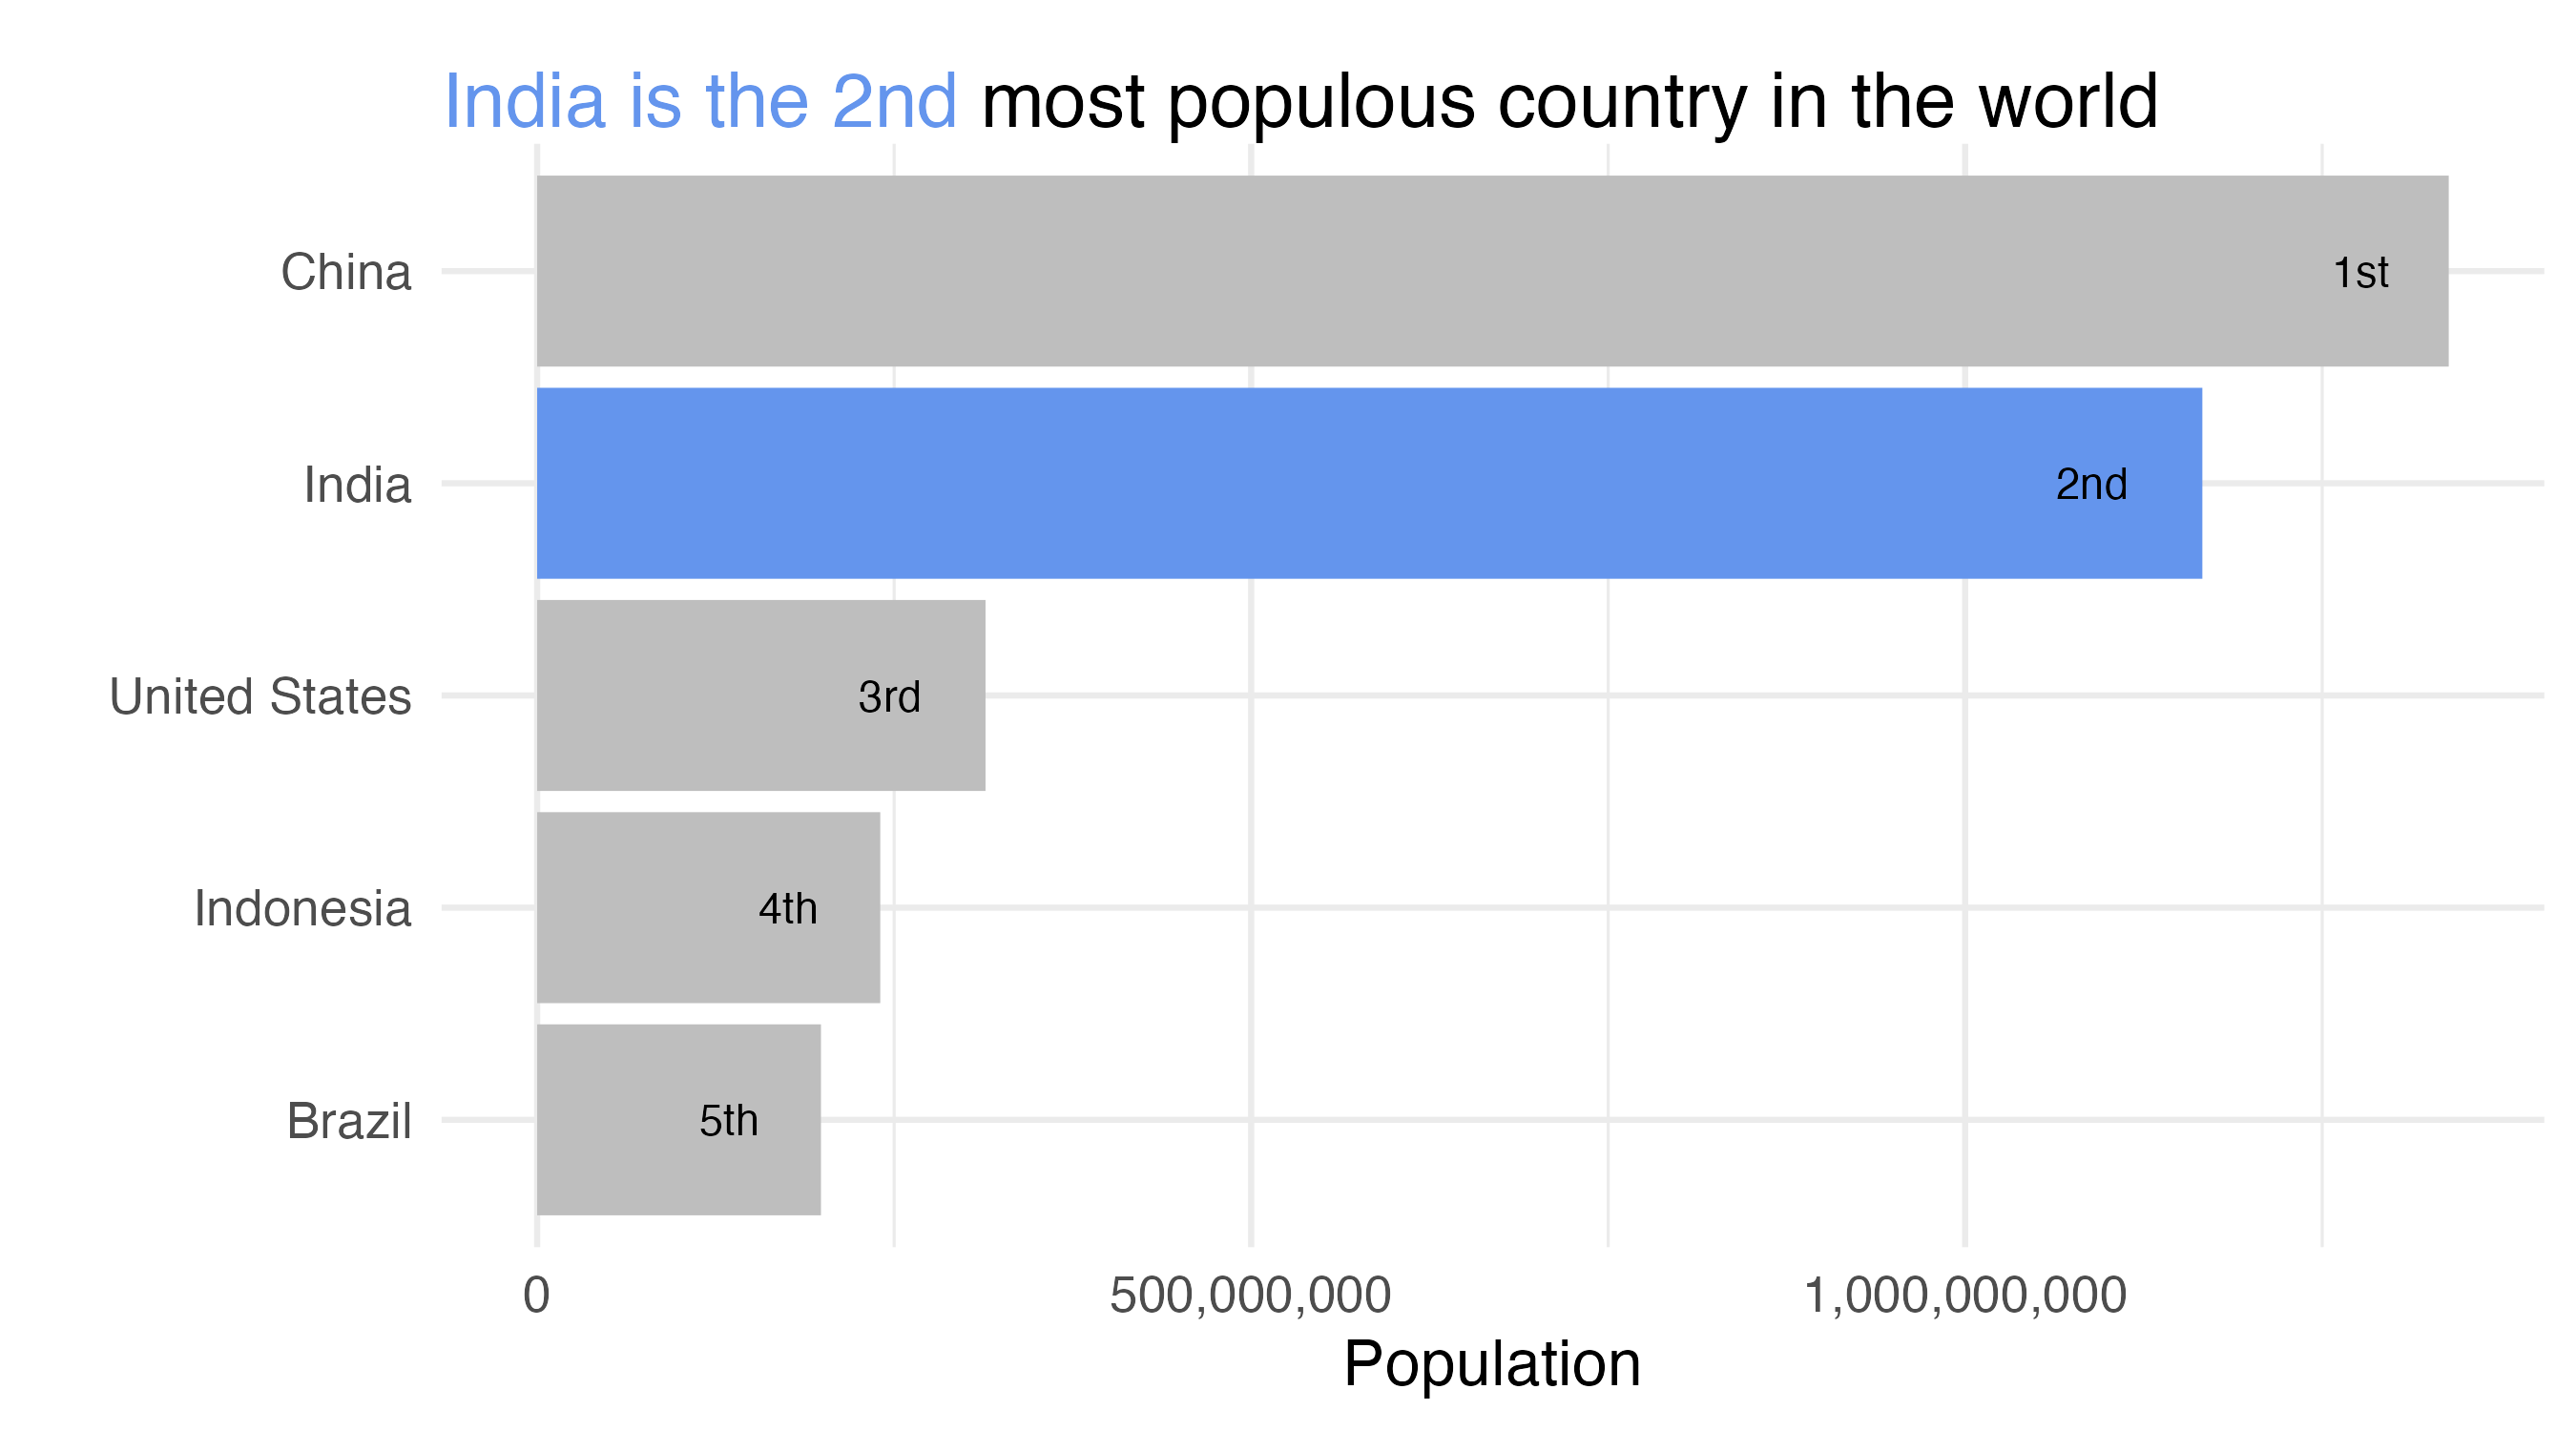 India is the 2nd most populous country in the world
China
1st
India
2nd
United States
3rd
Indonesia
4th
Brazil
5th
0
500,000,000
1,000,000,000
Population